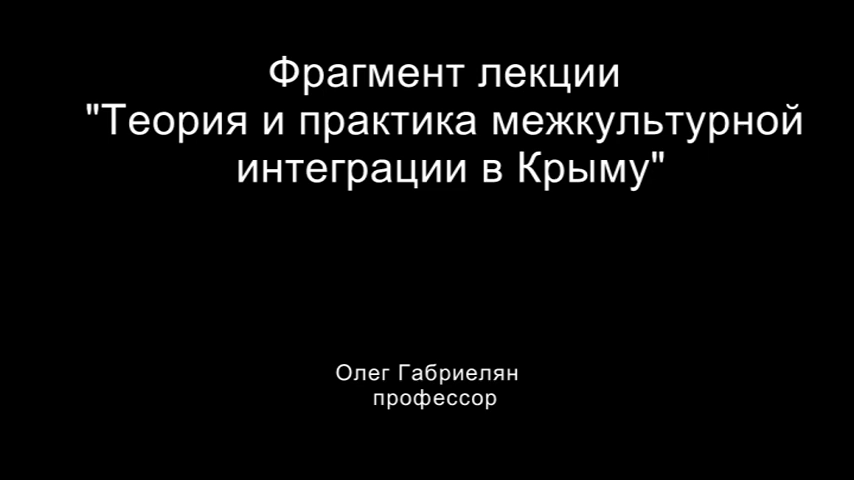 Фрагмент лекции
"Теория и практика межкультурной
интеграции в Крыму"
Олег Габриелян
профессор